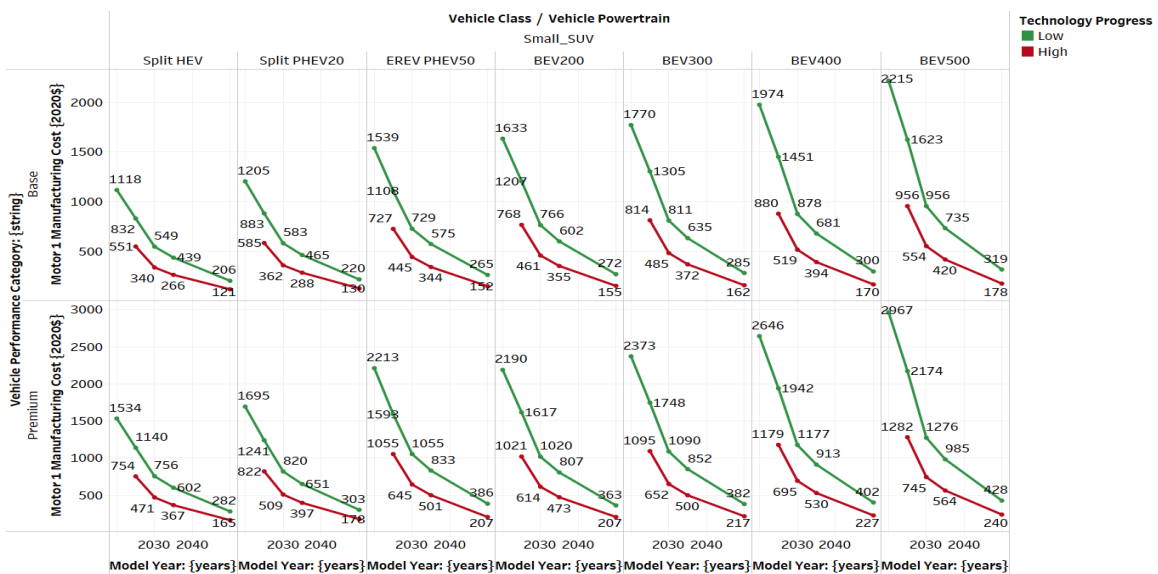 Vehicle Class / Vehicle Powertrain
Small_SUV
Split HEV Split PHEV20 EREV PHEV50 BEV200 BEV300 BEV400 BEV500
Technology Progress
Low
High
Vehicle Performance Category: {string}
Base
Motor 1 Manufacturing Cost {2020$}
2000
1500
1000
500
1118 832 549 439 206
551 340 266 121
1205 883 583 465 220
585 362 288 130
1539 1108 729 575 265
727 445 344 152
1633 1207 766 602 272
768 461 355 155
1770 1305 811 635 285
814 485 372 162
1974 1451 878 681 300
880 519 394 170
2215 1623 956 735 319
956 554 420 178
Premium
Motor 1 Manufacturing Cost {2020$}
3000
2500
2000
1500
1000
500
1534 1140 756 602 282
754 471 367 165
1695 1241 820 651 303
822 509 397 178
2213 1593 1055 833 386
1055 645 501 207
2190 1617 1020 807 363
1021 614 473 207
2373 1748 1090 852 382
1095 652 500 217
2646 1942 1177 913 402
1179 695 530 227
2967 2174 1276 985 428
1282 745 564 240
2030 2040 2030 2040 2030 2040 2030 2040 2030 2040 2030 2040 2030 2040
Model Year: {years} Model Year: {years} Model Year: {years} Model Year: {years} Model Year: {years} Model Year: {years} Model Year: {years}